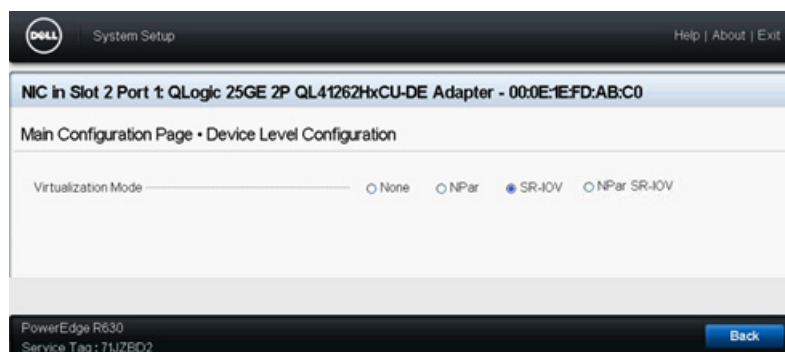 DELL
System Setup
Help | About | Exit
NIC in Slot 2 Port 1: QLogic 25GE 2P QL41262HxCU-DE Adapter - 00:0E:1E:FD:AB:C0
Main Configuration Page • Device Level Configuration
Virtualization Mode None NPar SR-IOV NPar SR-IOV
PowerEdge R630
Service Tag : 71JZBD2
Back